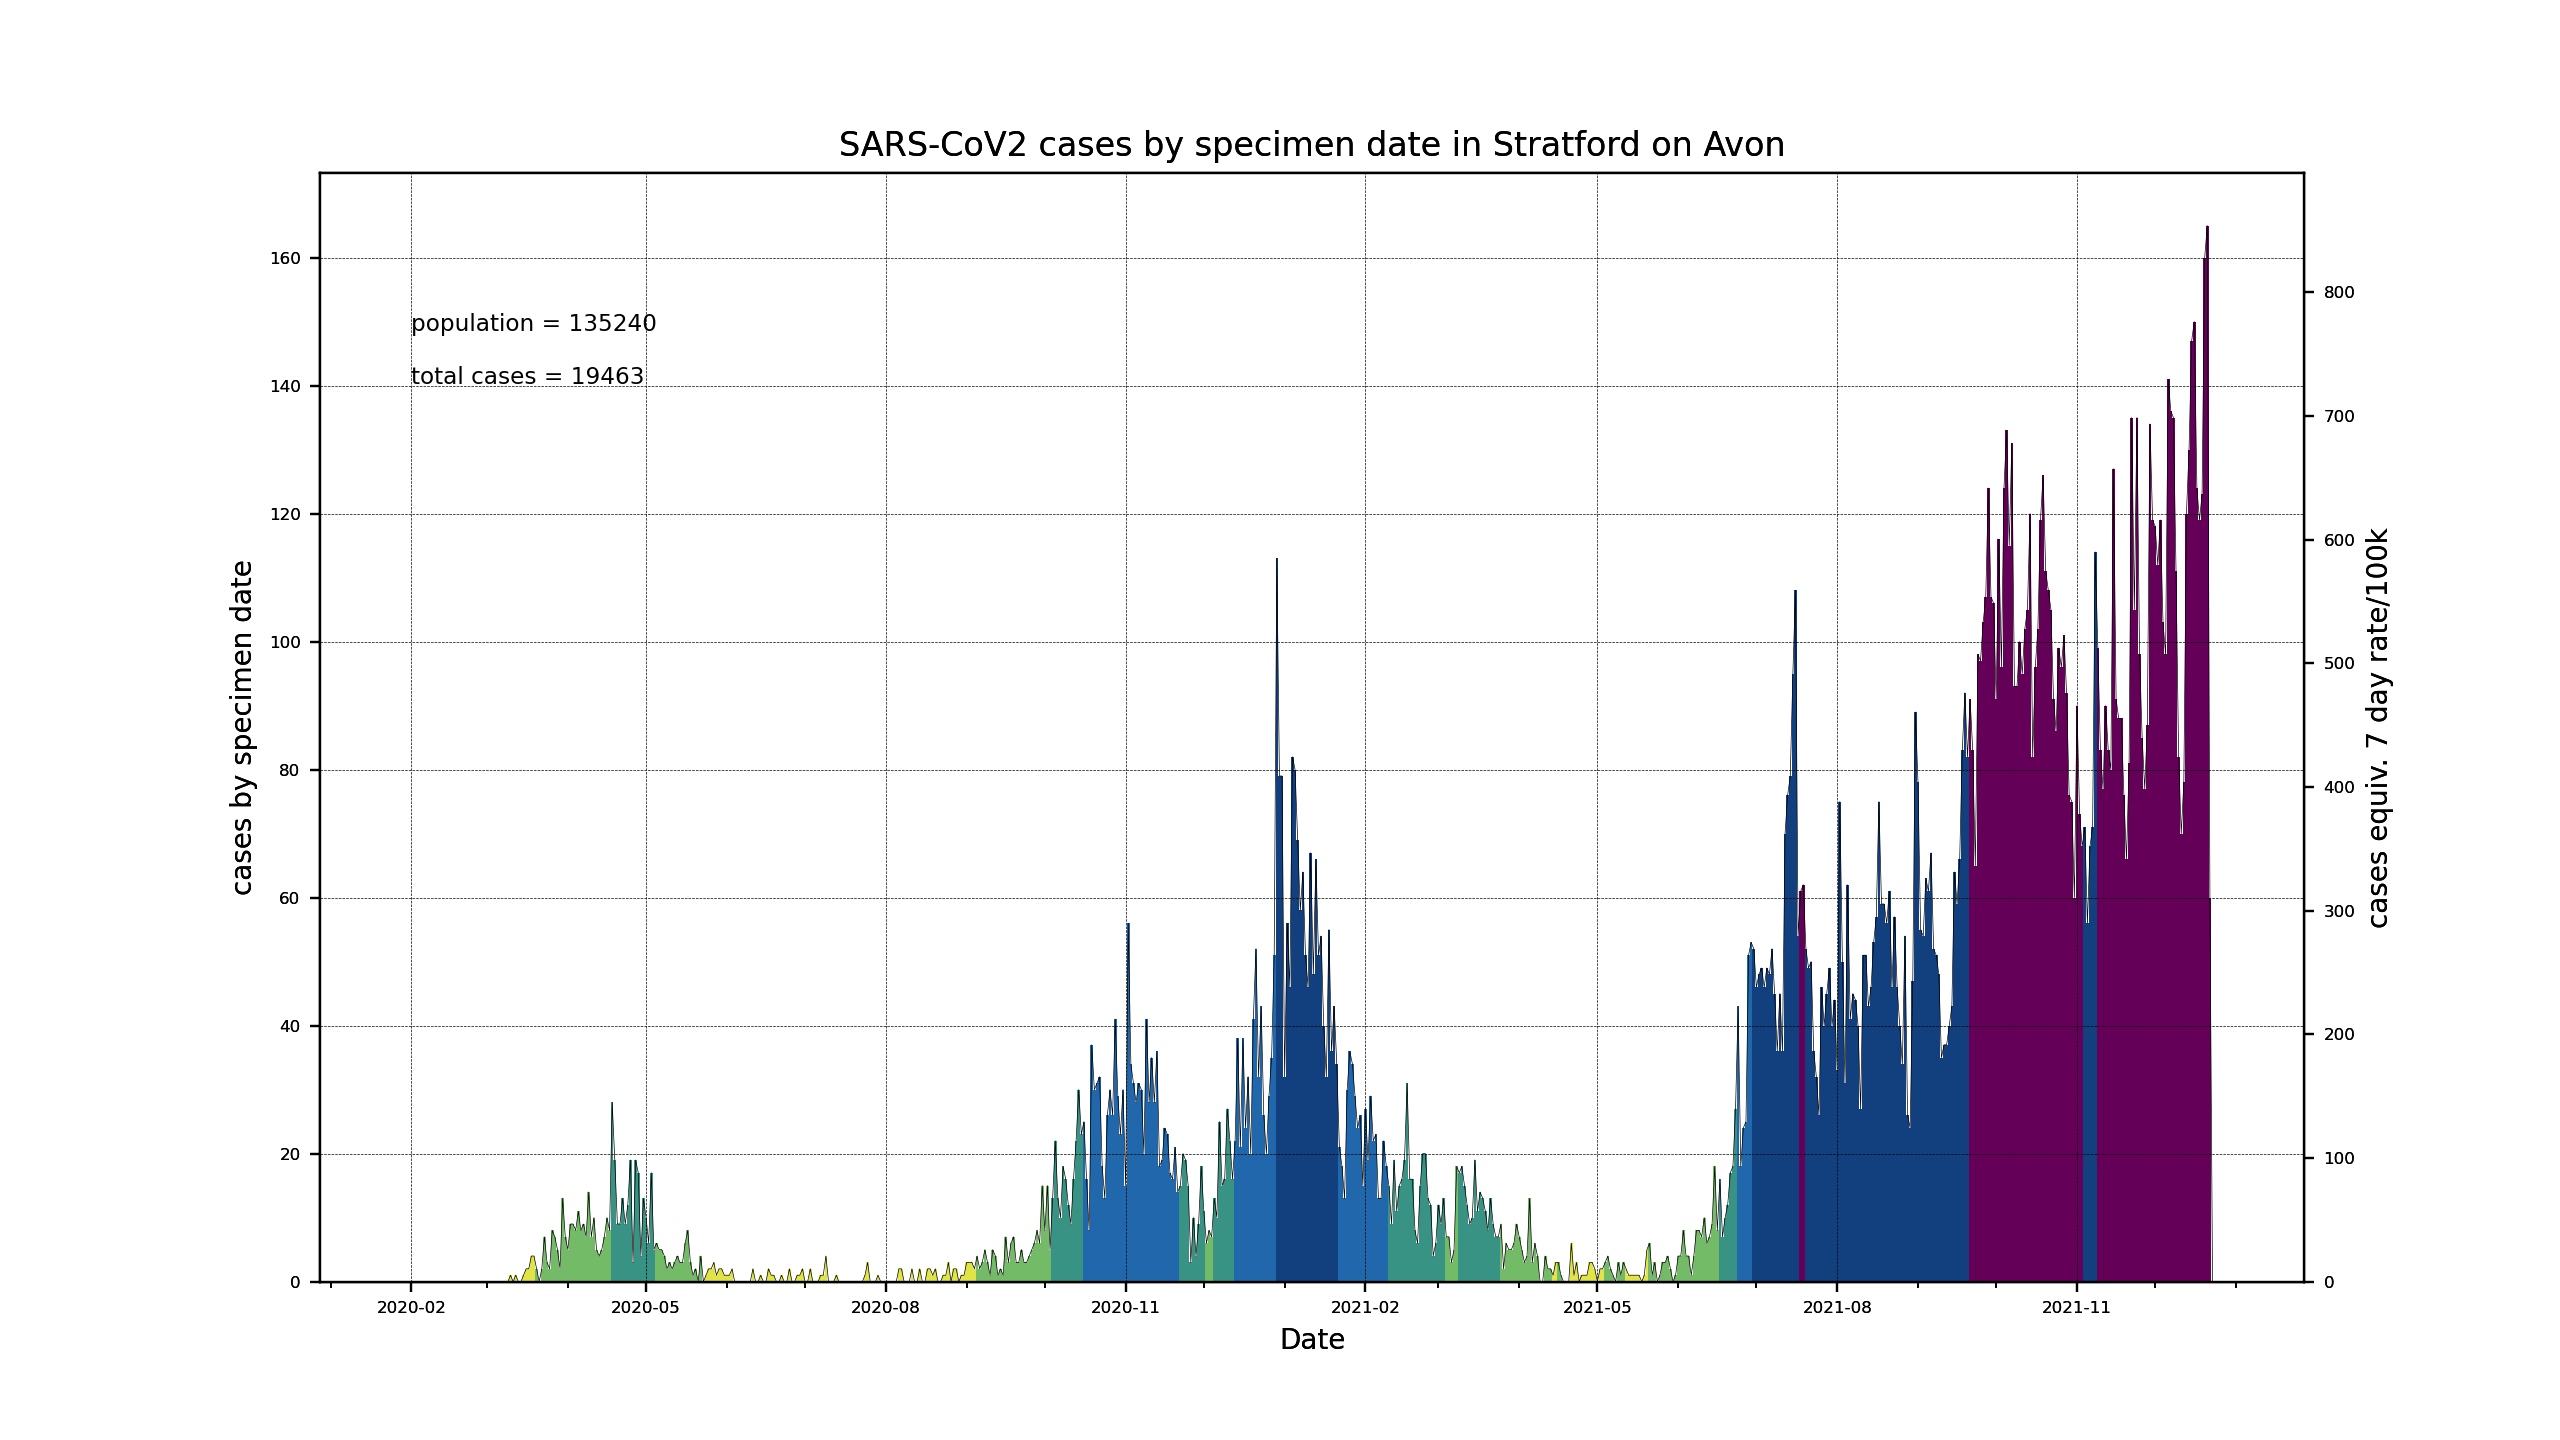 SARS-CoV2 cases by specimen date in Stratford on Avon
population = 135240
total cases = 19463
cases by specimen date
160
140
120
100
80
60
40
20
0
800
700
600
500
400
300
200
100
0
cases equiv. 7 day rate/100k
2020-02 2020-05 2020-08 2020-11 2021-02 2021-05 2021-08 2021-11
Date